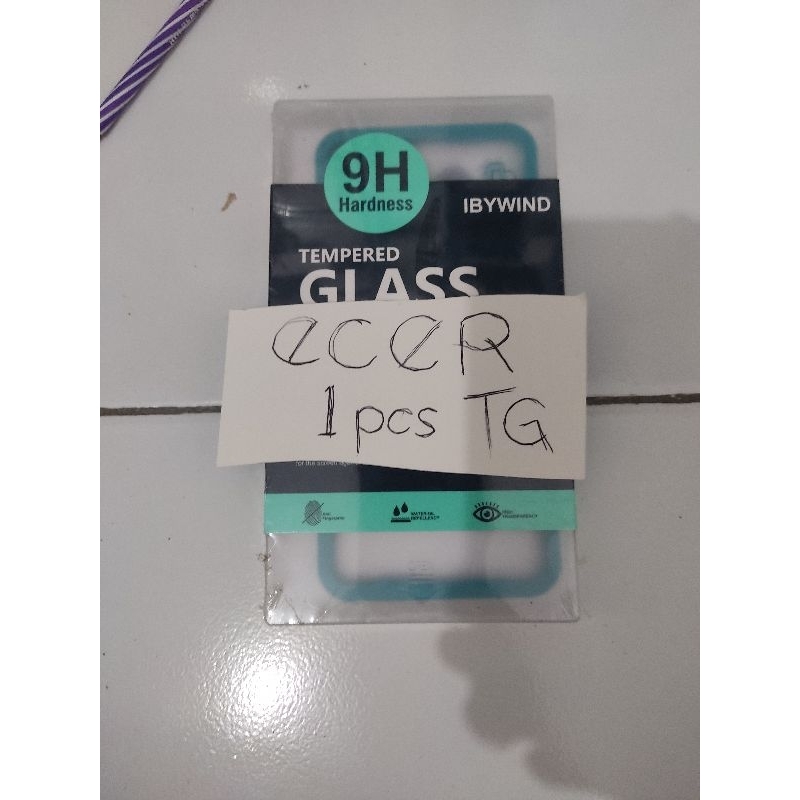 9H
Hardness
IBYWIND
TEMPERED
GLASS
eCeR
1pcs TG